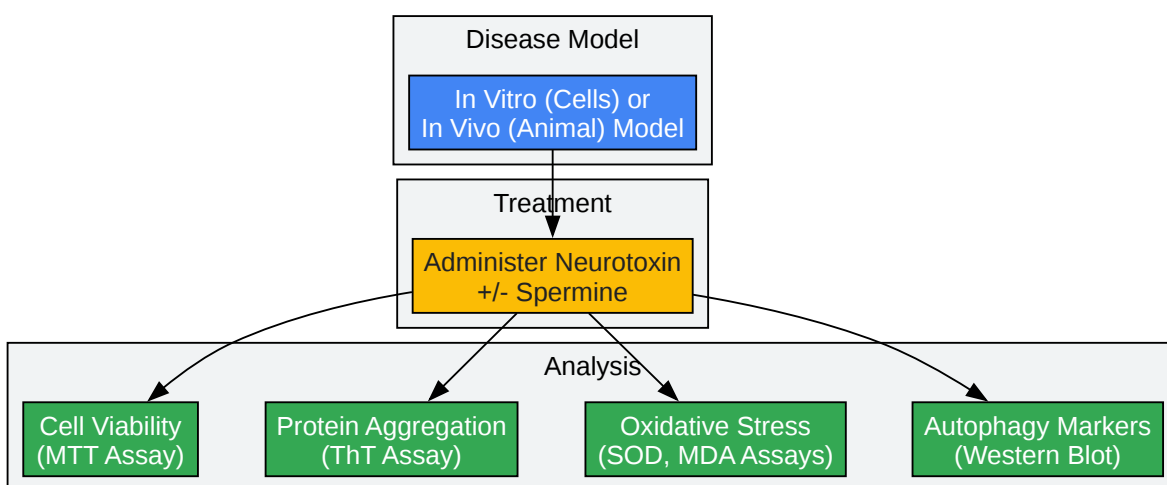 Disease Model
In Vitro (Cells) or
In Vivo (Animal) Model
Treatment
Administer Neurotoxin
+/- Spermine
Analysis
Cell Viability
(MTT Assay)
Protein Aggregation
(ThT Assay)
Oxidative Stress
(SOD, MDA Assays)
Autophagy Markers
(Western Blot)